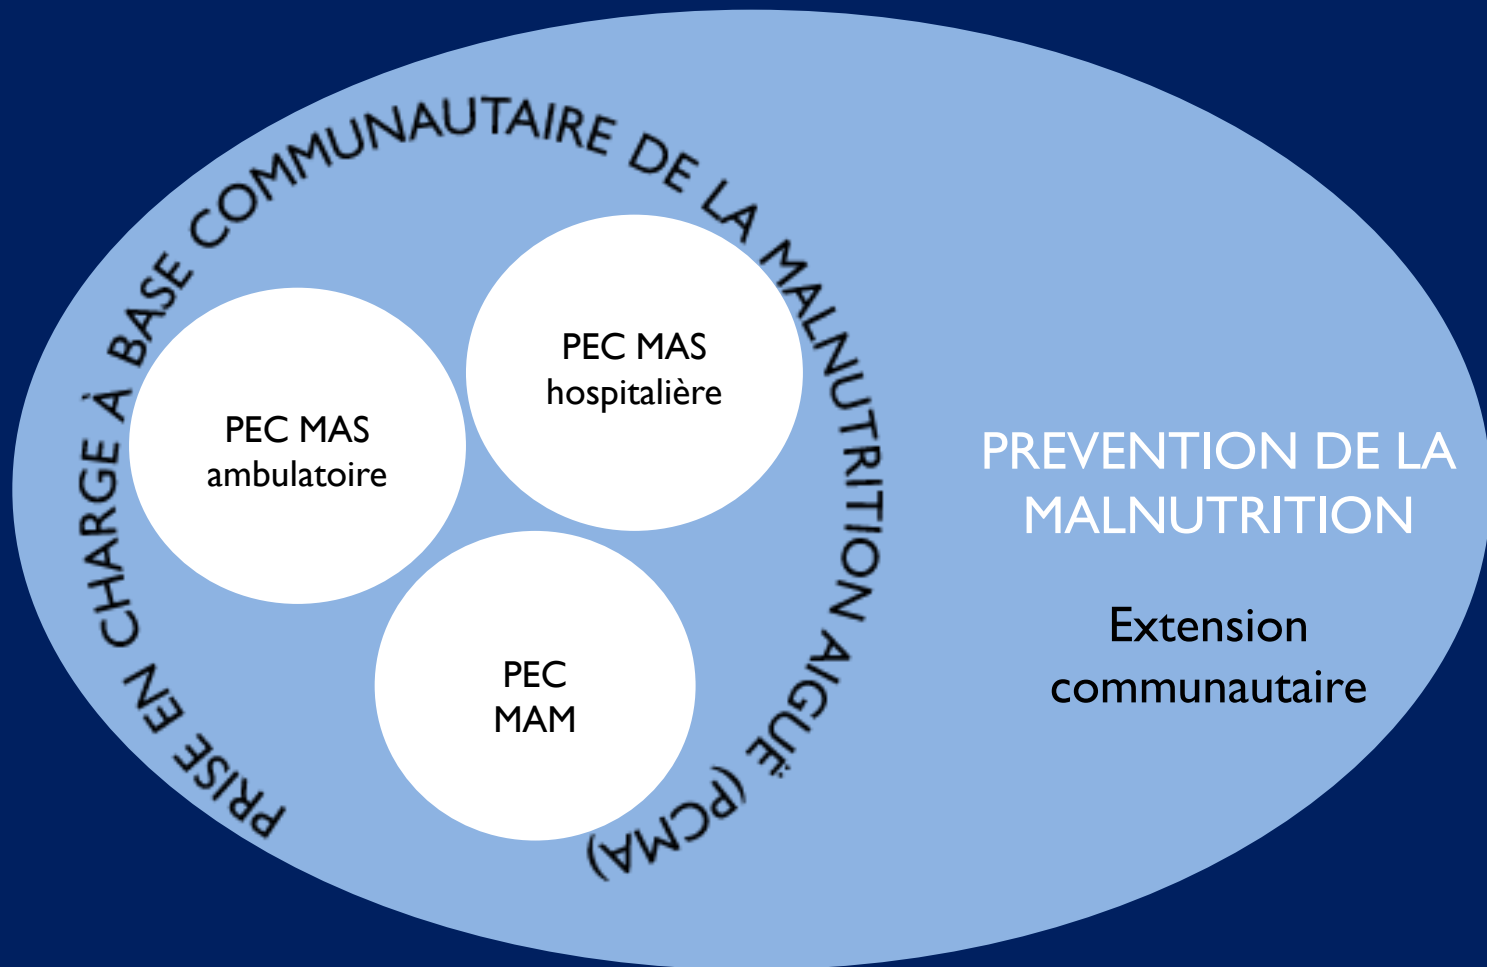 PRISE EN CHARGE À BASE COMMUNAUTAIRE DE LA MALNUTRITION AIGUË (PCMA)
PEC MAS
hospitalière
PEC MAS
ambulatoire
PEC
MAM
PREVENTION DE LA
MALNUTRITION
Extension
communautaire